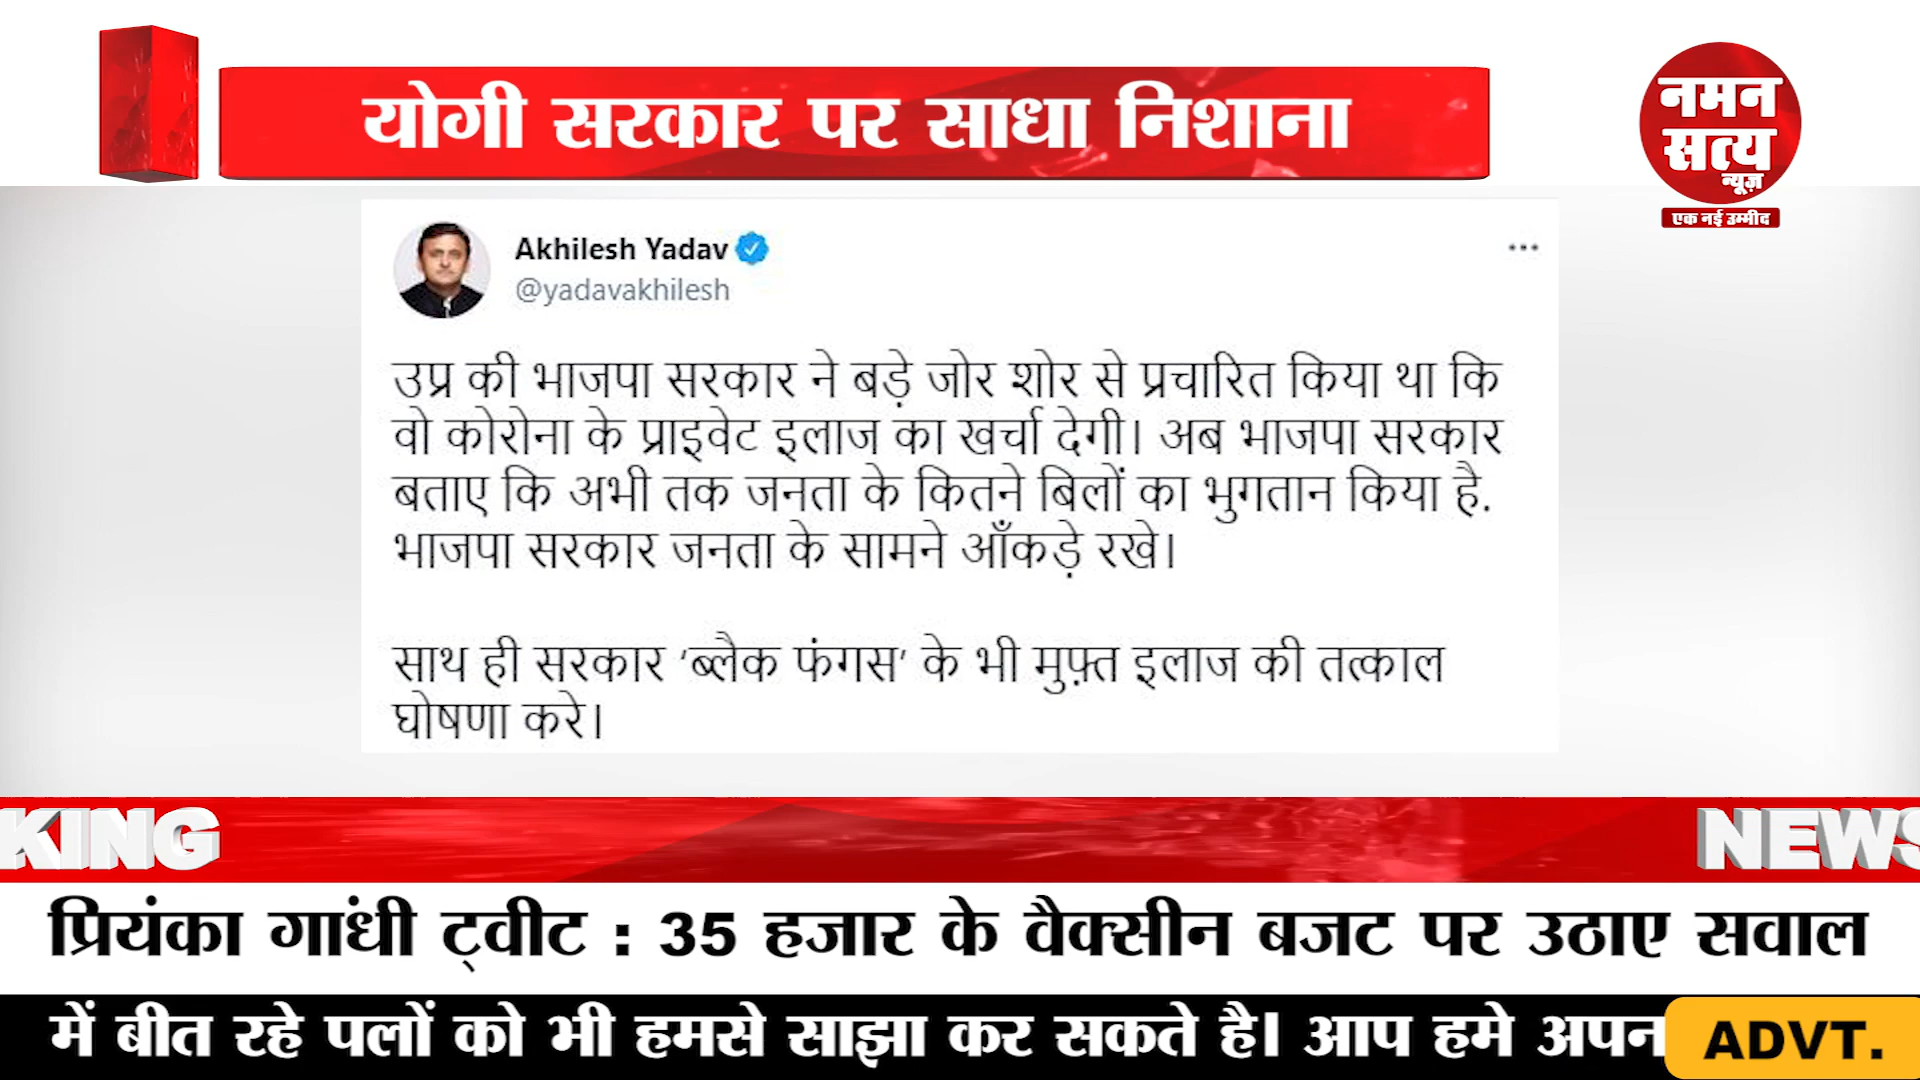 योगी सरकार पर साधा निशाना
नमन
सत्य
न्यूज़
एक नई उम्मीद
Akhilesh Yadav
@yadavakhilesh
उप्र की भाजपा सरकार ने बड़े जोर शोर से प्रचारित किया था कि
वो कोरोना के प्राइवेट इलाज का खर्चा देगी। अब भाजपा सरकार
बताए कि अभी तक जनता के कितने बिलों का भुगतान किया है.
भाजपा सरकार जनता के सामने आँकड़े रखे।
साथ ही सरकार ‘ब्लैक फंगस’ के भी मुफ़्त इलाज की तत्काल
घोषणा करे।
KING
NEWS
प्रियंका गांधी ट्वीट : 35 हजार के वैक्सीन बजट पर उठाए सवाल
में बीत रहे पलों को भी हमसे साझा कर सकते है। आप हमे अपन
ADVT.